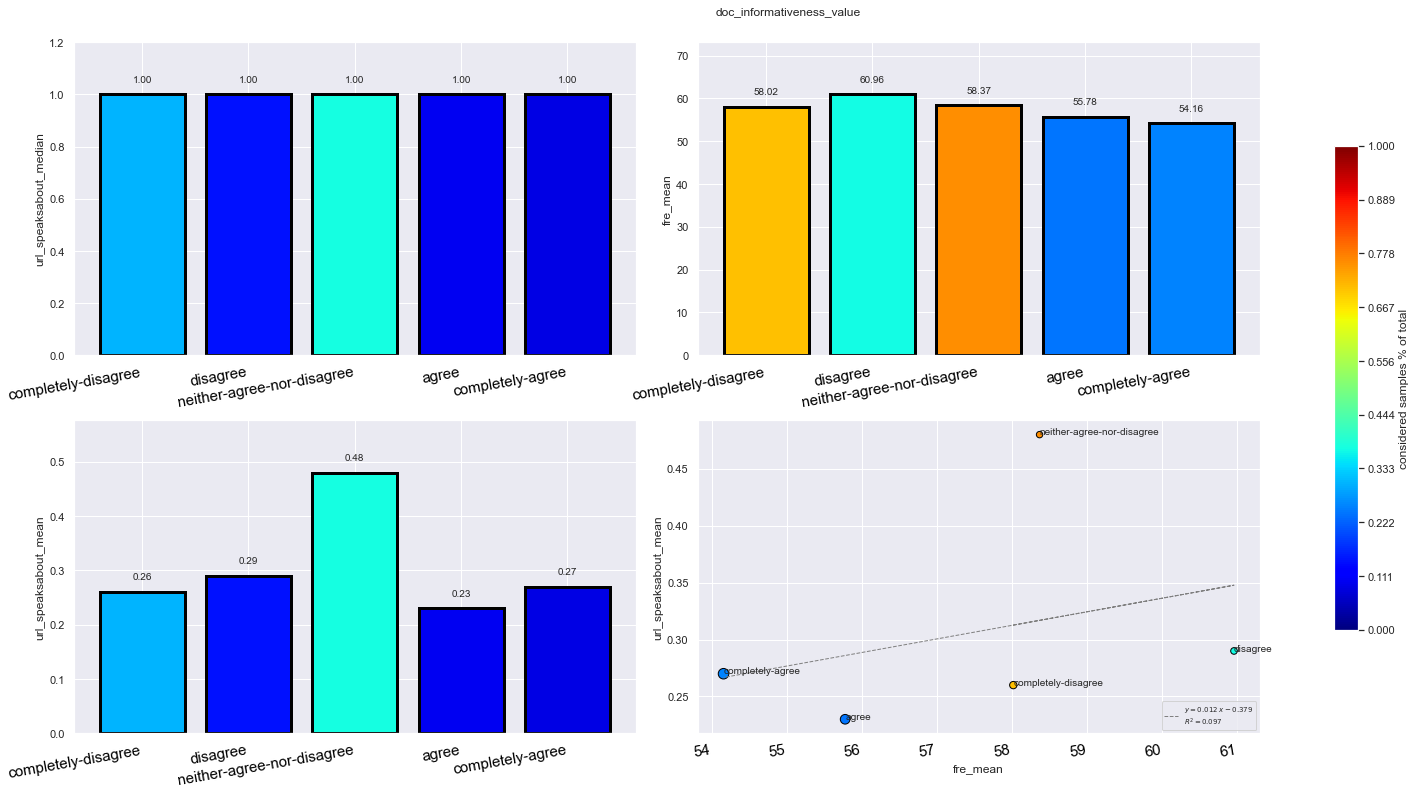 doc_informativeness_value
url_speaksabout_median
1.2
1.0
0.8
0.6
0.4
0.2
0.0
1.00
1.00
1.00
1.00
1.00
completely-disagree
disagree
neither-agree-nor-disagree
agree
completely-agree
fre_mean
70
60
50
40
30
20
10
0
58.02
60.96
58.37
55.78
54.16
completely-disagree
disagree
neither-agree-nor-disagree
agree
completely-agree
url_speaksabout_mean
0.5
0.4
0.3
0.2
0.1
0.0
0.26
0.29
0.48
0.23
0.27
completely-disagree
disagree
neither-agree-nor-disagree
agree
completely-agree
url_speaksabout_mean
0.45
0.40
0.35
0.30
0.25
neither-agree-nor-disagree
disagree
completely-agree
completely-disagree
agree
y = 0.012 x − 0.379
R² = 0.097
54
55
56
57
58
59
60
61
fre_mean
1.000
0.889
0.778
0.667
0.556
0.444
0.333
0.222
0.111
0.000
considered samples % of total